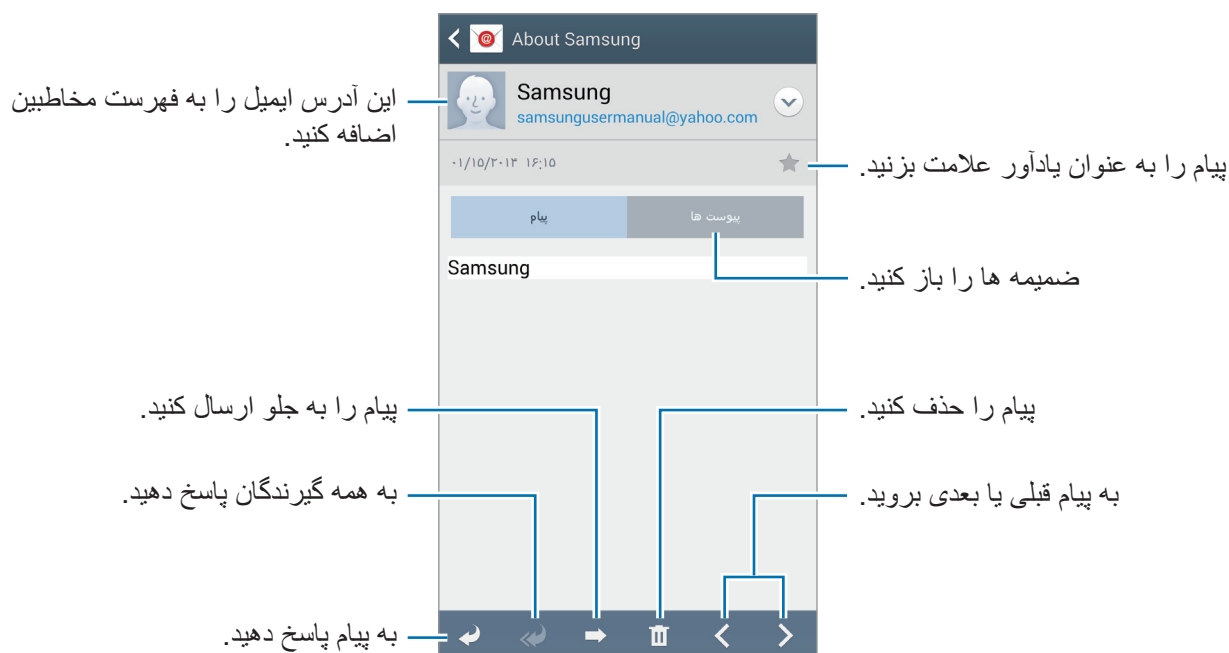 About Samsung
Samsung
samsungusermanual@yahoo.com
این آدرس ایمیل را به فهرست مخاطبین
اضافه کنید.
۰۱/۱۵/۲۰۱۴ ۱۶:۱۵
پیام را به عنوان یادآور علامت بزنید.
پیوست ها
پیام
Samsung
ضمیمه ها را باز کنید.
پیام را حذف کنید.
پیام را به جلو ارسال کنید.
به پیام قبلی یا بعدی بروید.
به همه گیرندگان پاسخ دهید.
به پیام پاسخ دهید.